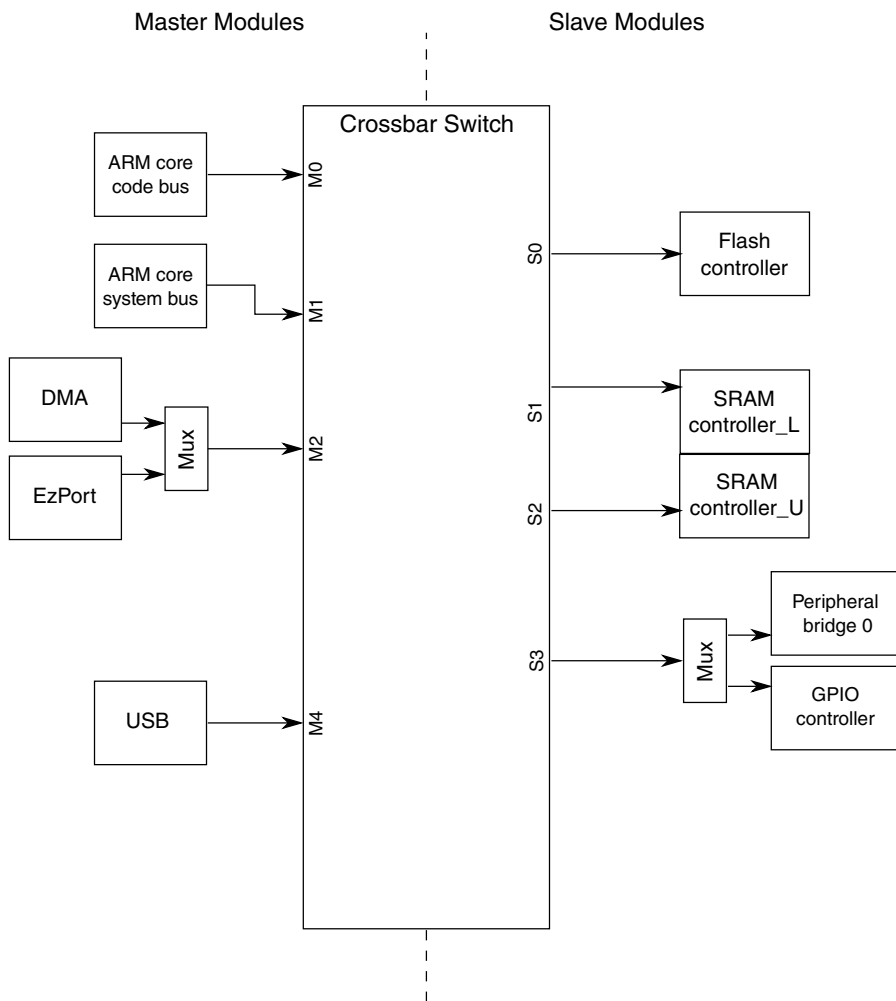 Master Modules
Slave Modules
Crossbar Switch
ARM core
code bus
M0
ARM core
system bus
M1
DMA
EzPort
Mux
M2
USB
M4
S0
Flash
controller
S1
SRAM
controller_L
S2
SRAM
controller_U
S3
Mux
Peripheral
bridge 0
GPIO
controller